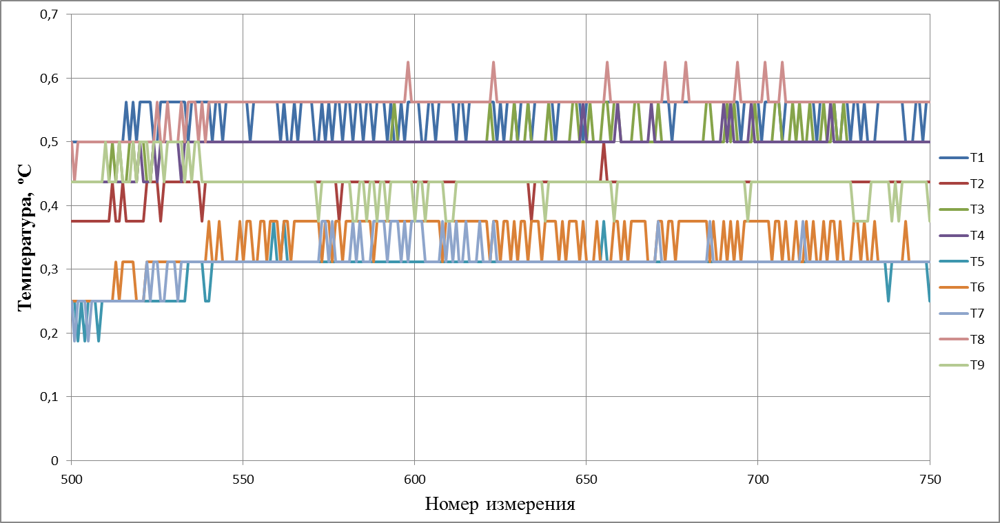 0,7
0,6
0,5
0,4
0,3
0,2
0,1
0
Температура, ºС
500 550 600 650 700 750
Номер измерения
T1
T2
T3
T4
T5
T6
T7
T8
T9